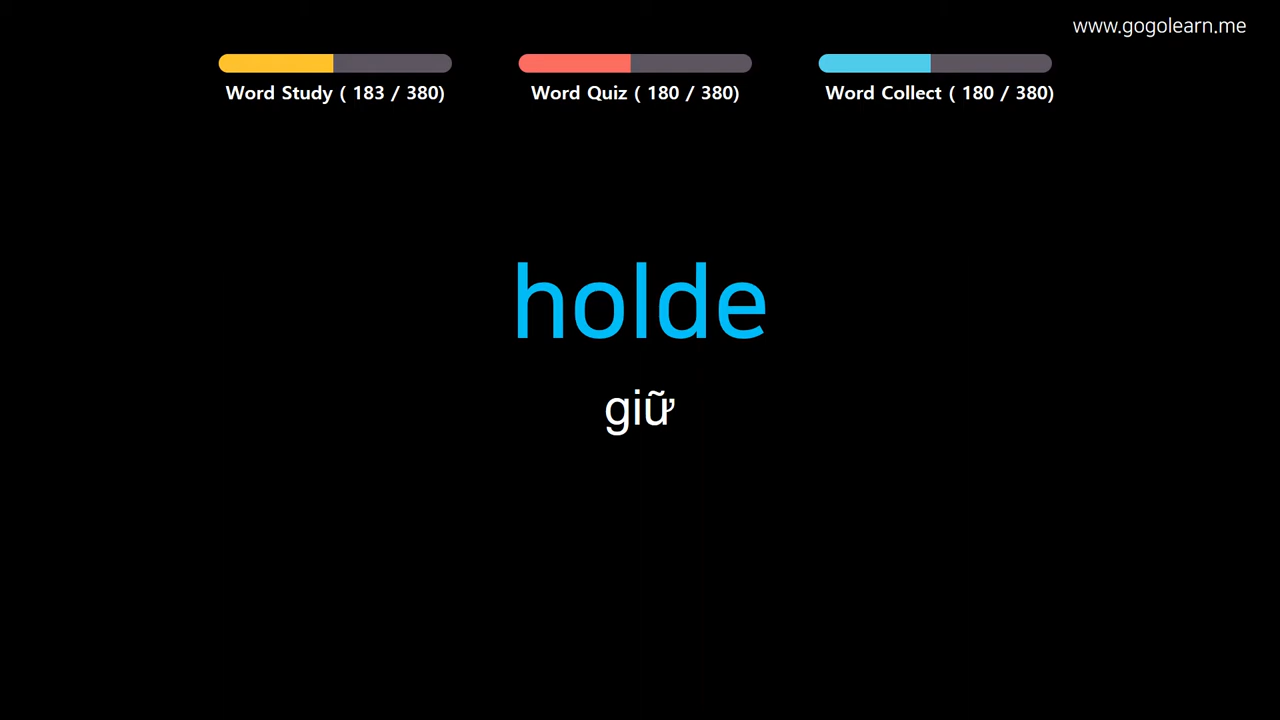 www.gogolearn.me
Word Study ( 183 / 380)
Word Quiz ( 180 / 380)
Word Collect ( 180 / 380)
holde
giữ